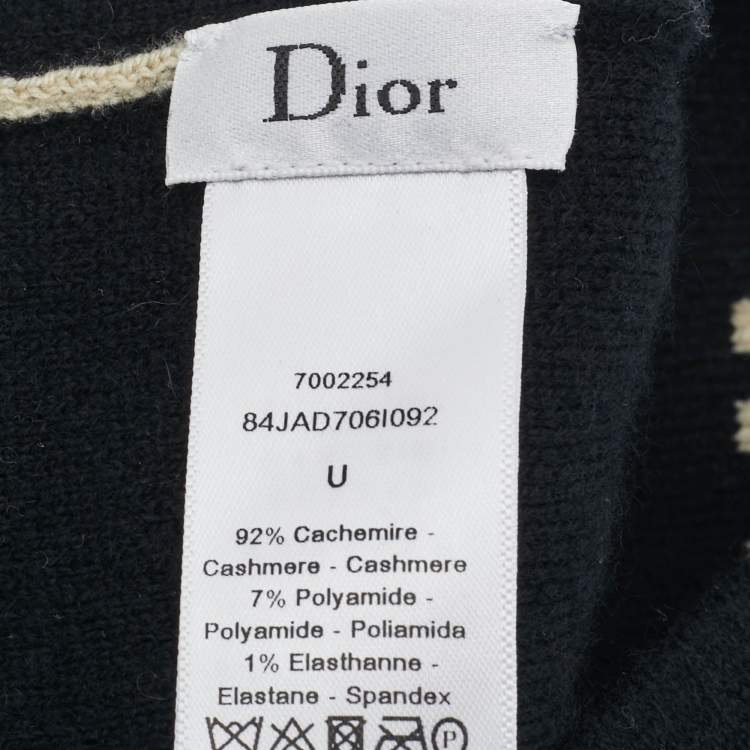 Dior
7002254
84JAD706I092
U
92% Cachemire -
Cashmere - Cashmere
7% Polyamide -
Polyamide - Poliamida
1% Elasthanne -
Elastane - Spandex
P